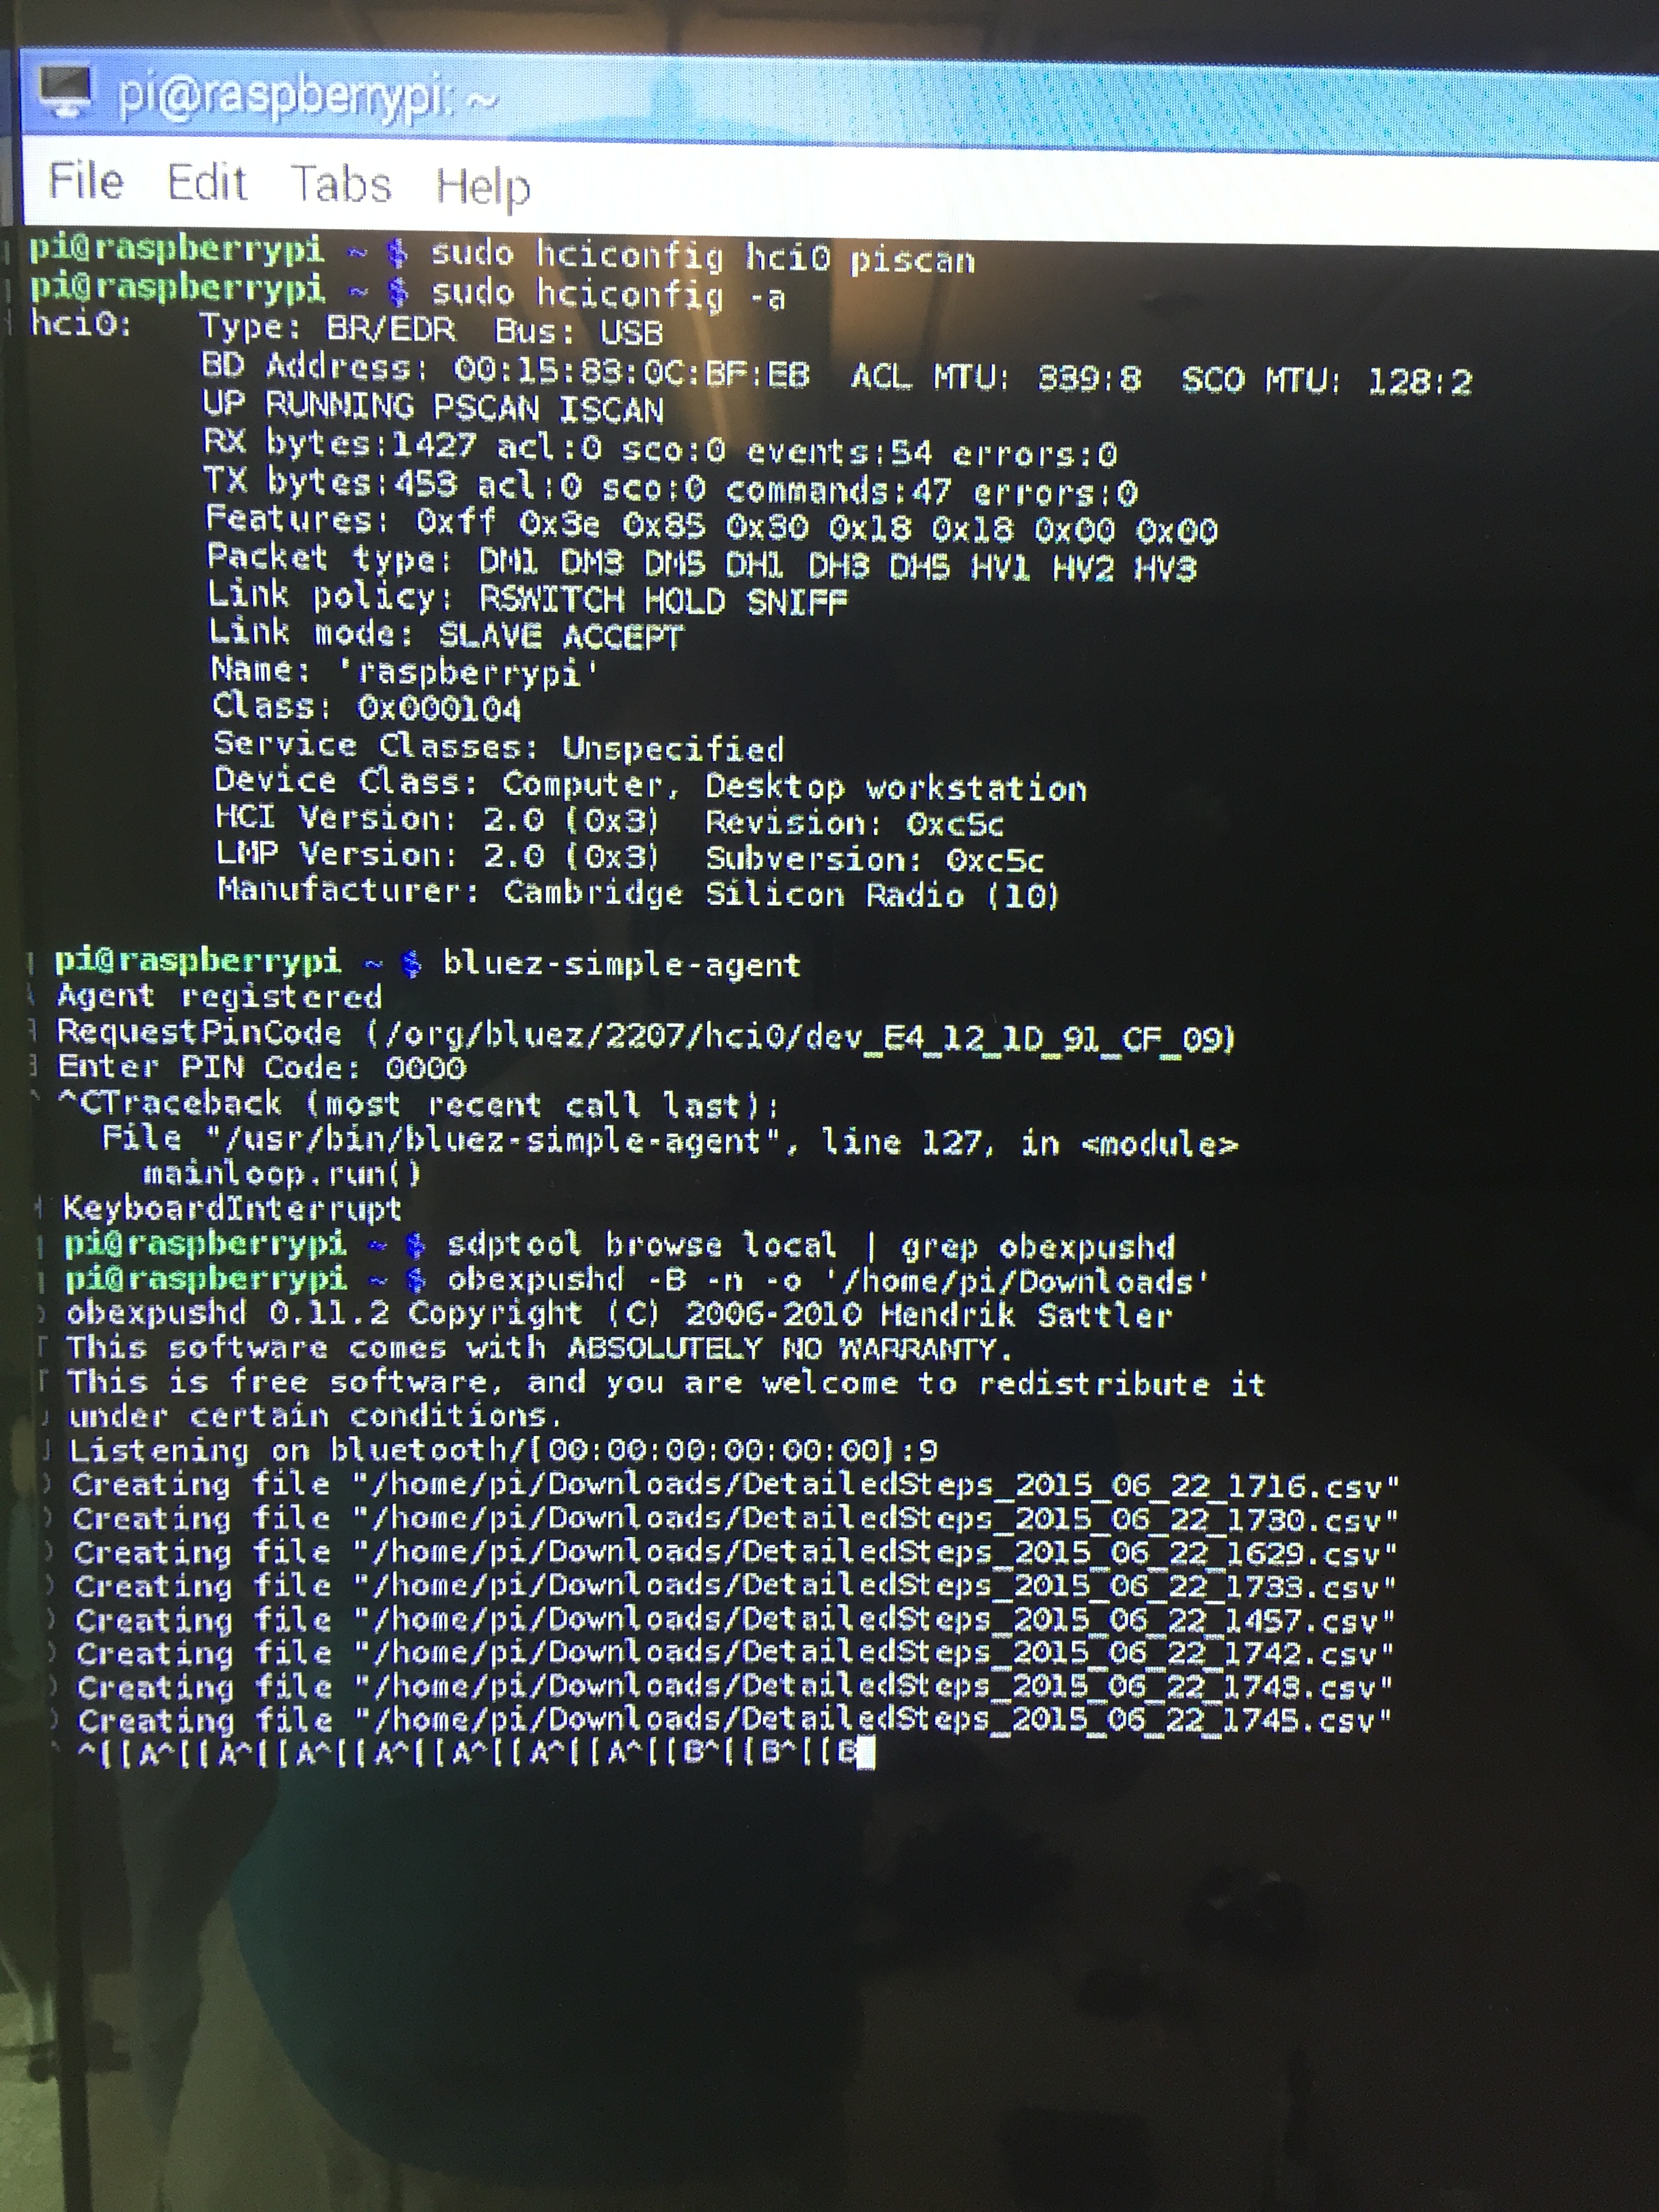 pi@raspberrypi: ~
File Edit Tabs Help
pi@raspberrypi ~ $ sudo hciconfig hci0 piscan
pi@raspberrypi ~ $ sudo hciconfig -a
hci0: Type: BR/EDR Bus: USB
BD Address: 00:15:83:0C:BF:EB ACL MTU: 339:8 SCO MTU: 128:2
UP RUNNING PSCAN ISCAN
RX bytes:1427 acl:0 sco:0 events:54 errors:0
TX bytes:453 acl:0 sco:0 commands:47 errors:0
Features: 0xff 0x3e 0x85 0x30 0x18 0x18 0x00 0x00
Packet type: DM1 DM3 DM5 DH1 DH3 DH5 HV1 HV2 HV3
Link policy: RSWITCH HOLD SNIFF
Link mode: SLAVE ACCEPT
Name: 'raspberrypi'
Class: 0x000104
Service Classes: Unspecified
Device Class: Computer, Desktop workstation
HCI Version: 2.0 (0x3) Revision: 0xc5c
LMP Version: 2.0 (0x3) Subversion: 0xc5c
Manufacturer: Cambridge Silicon Radio (10)
pi@raspberrypi ~ $ bluez-simple-agent
Agent registered
RequestPinCode (/org/bluez/2207/hci0/dev_E4_12_1D_91_CF_09)
Enter PIN Code: 0000
^CTraceback (most recent call last):
File "/usr/bin/bluez-simple-agent", line 127, in <module>
mainloop.run()
KeyboardInterrupt
pi@raspberrypi ~ $ sdptool browse local | grep obexpushd
pi@raspberrypi ~ $ obexpushd -B -n -o '/home/pi/Downloads'
obexpushd 0.11.2 Copyright (C) 2006-2010 Hendrik Sattler
This software comes with ABSOLUTELY NO WARRANTY.
This is free software, and you are welcome to redistribute it
under certain conditions.
Listening on bluetooth/[00:00:00:00:00:00]:9
Creating file "/home/pi/Downloads/DetailedSteps_2015_06_22_1716.csv"
Creating file "/home/pi/Downloads/DetailedSteps_2015_06_22_1730.csv"
Creating file "/home/pi/Downloads/DetailedSteps_2015_06_22_1629.csv"
Creating file "/home/pi/Downloads/DetailedSteps_2015_06_22_1733.csv"
Creating file "/home/pi/Downloads/DetailedSteps_2015_06_22_1457.csv"
Creating file "/home/pi/Downloads/DetailedSteps_2015_06_22_1742.csv"
Creating file "/home/pi/Downloads/DetailedSteps_2015_06_22_1743.csv"
Creating file "/home/pi/Downloads/DetailedSteps_2015_06_22_1745.csv"
^[[A^[[A^[[A^[[A^[[A^[[A^[[A^[[B^[[B^[[B